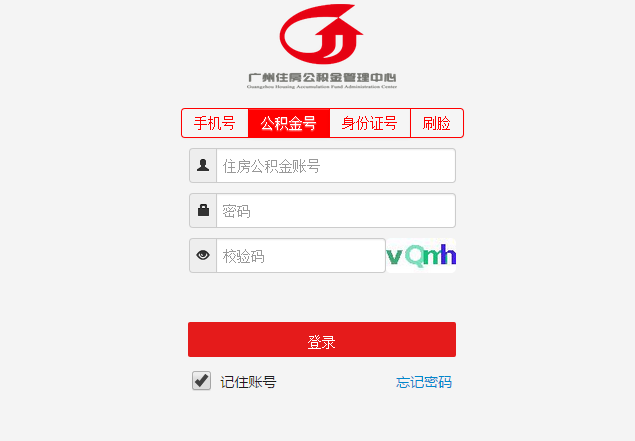 广州住房公积金管理中心
Guangzhou Housing Accumulation Fund Administration Center
手机号 公积金号 身份证号 刷脸
住房公积金账号
密码
校验码 vQmh
登录
记住账号 忘记密码